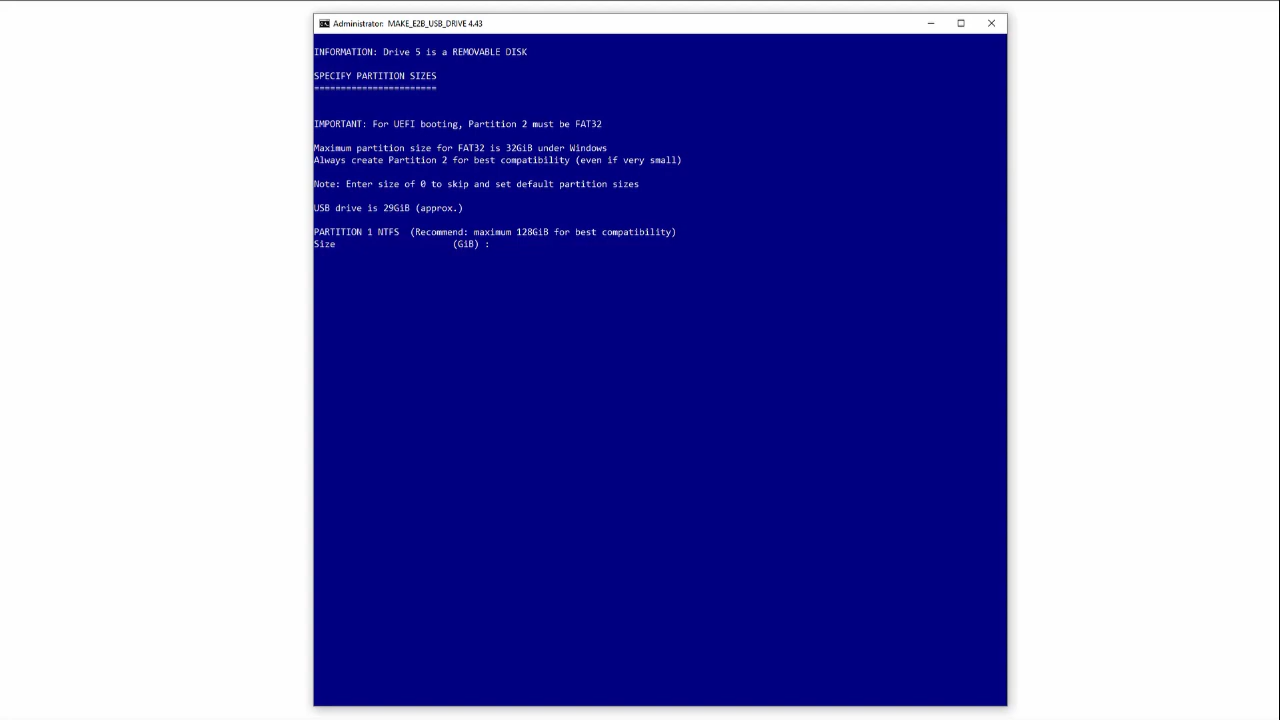 Administrator: MAKE_E2B_USB_DRIVE 4.43
INFORMATION: Drive 5 is a REMOVABLE DISK
SPECIFY PARTITION SIZES
=======================
IMPORTANT: For UEFI booting, Partition 2 must be FAT32
Maximum partition size for FAT32 is 32GiB under Windows
Always create Partition 2 for best compatibility (even if very small)
Note: Enter size of 0 to skip and set default partition sizes
USB drive is 29GiB (approx.)
PARTITION 1 NTFS  (Recommend: maximum 128GiB for best compatibility)
Size                      (GiB) :